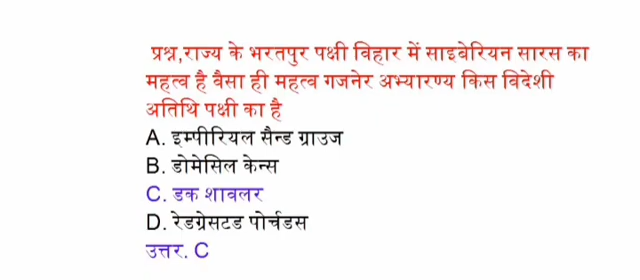 प्रश्न,राज्य के भरतपुर पक्षी विहार में साइबेरियन सारस का
महत्व है वैसा ही महत्व गजनेर अभ्यारण्य किस विदेशी
अतिथि पक्षी का है
A. इम्पीरियल सैन्ड ग्राउज
B. डोमेसिल केन्स
C. डक शावलर
D. रेडग्रेसटड पोर्चडस
उत्तर. C